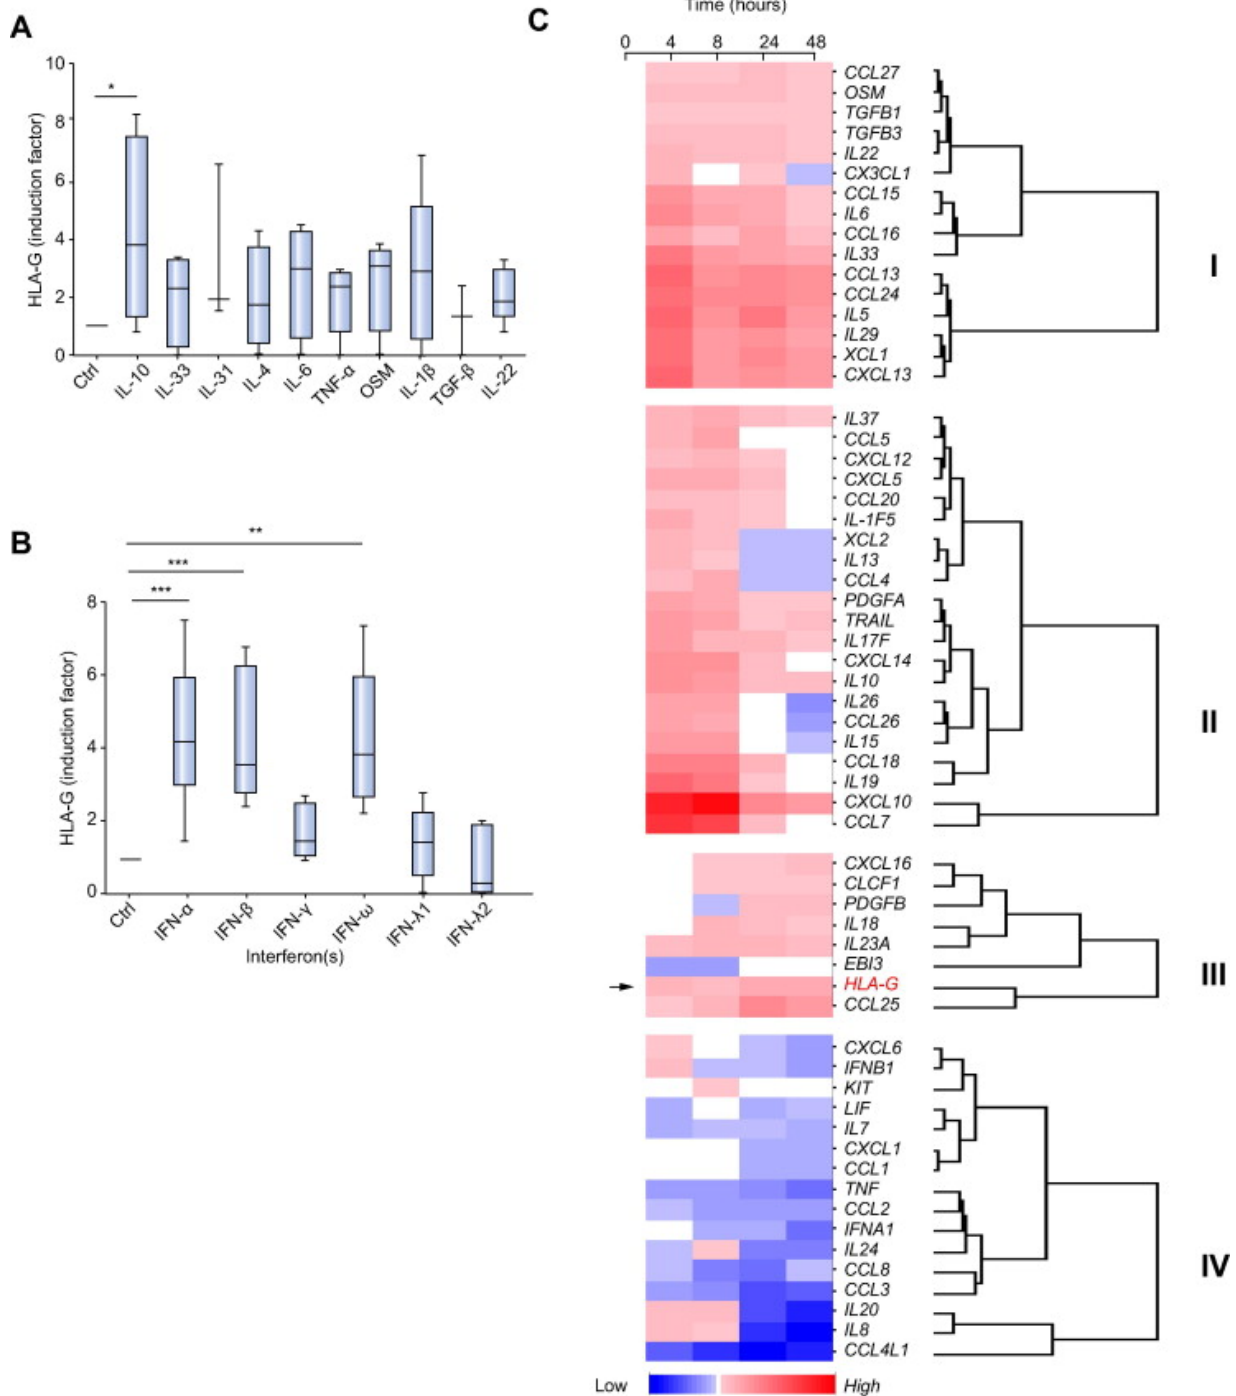 A
HLA-G (induction factor)
10
8
6
4
2
0
*
Ctrl
IL-10
IL-33
IL-31
IL-4
IL-6
TNF-α
OSM
IL-1β
TGF-β
IL-22
B
HLA-G (induction factor)
8
6
4
2
0
**
***
***
Ctrl
IFN-α
IFN-β
IFN-γ
IFN-ω
IFN-λ1
IFN-λ2
Interferon(s)
C
Time (hours)
0 4 8 24 48
CCL27
OSM
TGFB1
TGFB3
IL22
CX3CL1
CCL15
IL6
CCL16
IL33
CCL13
CCL24
IL5
IL29
XCL1
CXCL13
I
IL37
CCL5
CXCL12
CXCL5
CCL20
IL-1F5
XCL2
IL13
CCL4
PDGFA
TRAIL
IL17F
CXCL14
IL10
IL26
CCL26
IL15
CCL18
IL19
CXCL10
CCL7
II
CXCL16
CLCF1
PDGFB
IL18
IL23A
EBI3
HLA-G
CCL25
III
CXCL6
IFNB1
KIT
LIF
IL7
CXCL1
CCL1
TNF
CCL2
IFNA1
IL24
CCL8
CCL3
IL20
IL8
CCL4L1
IV
Low High